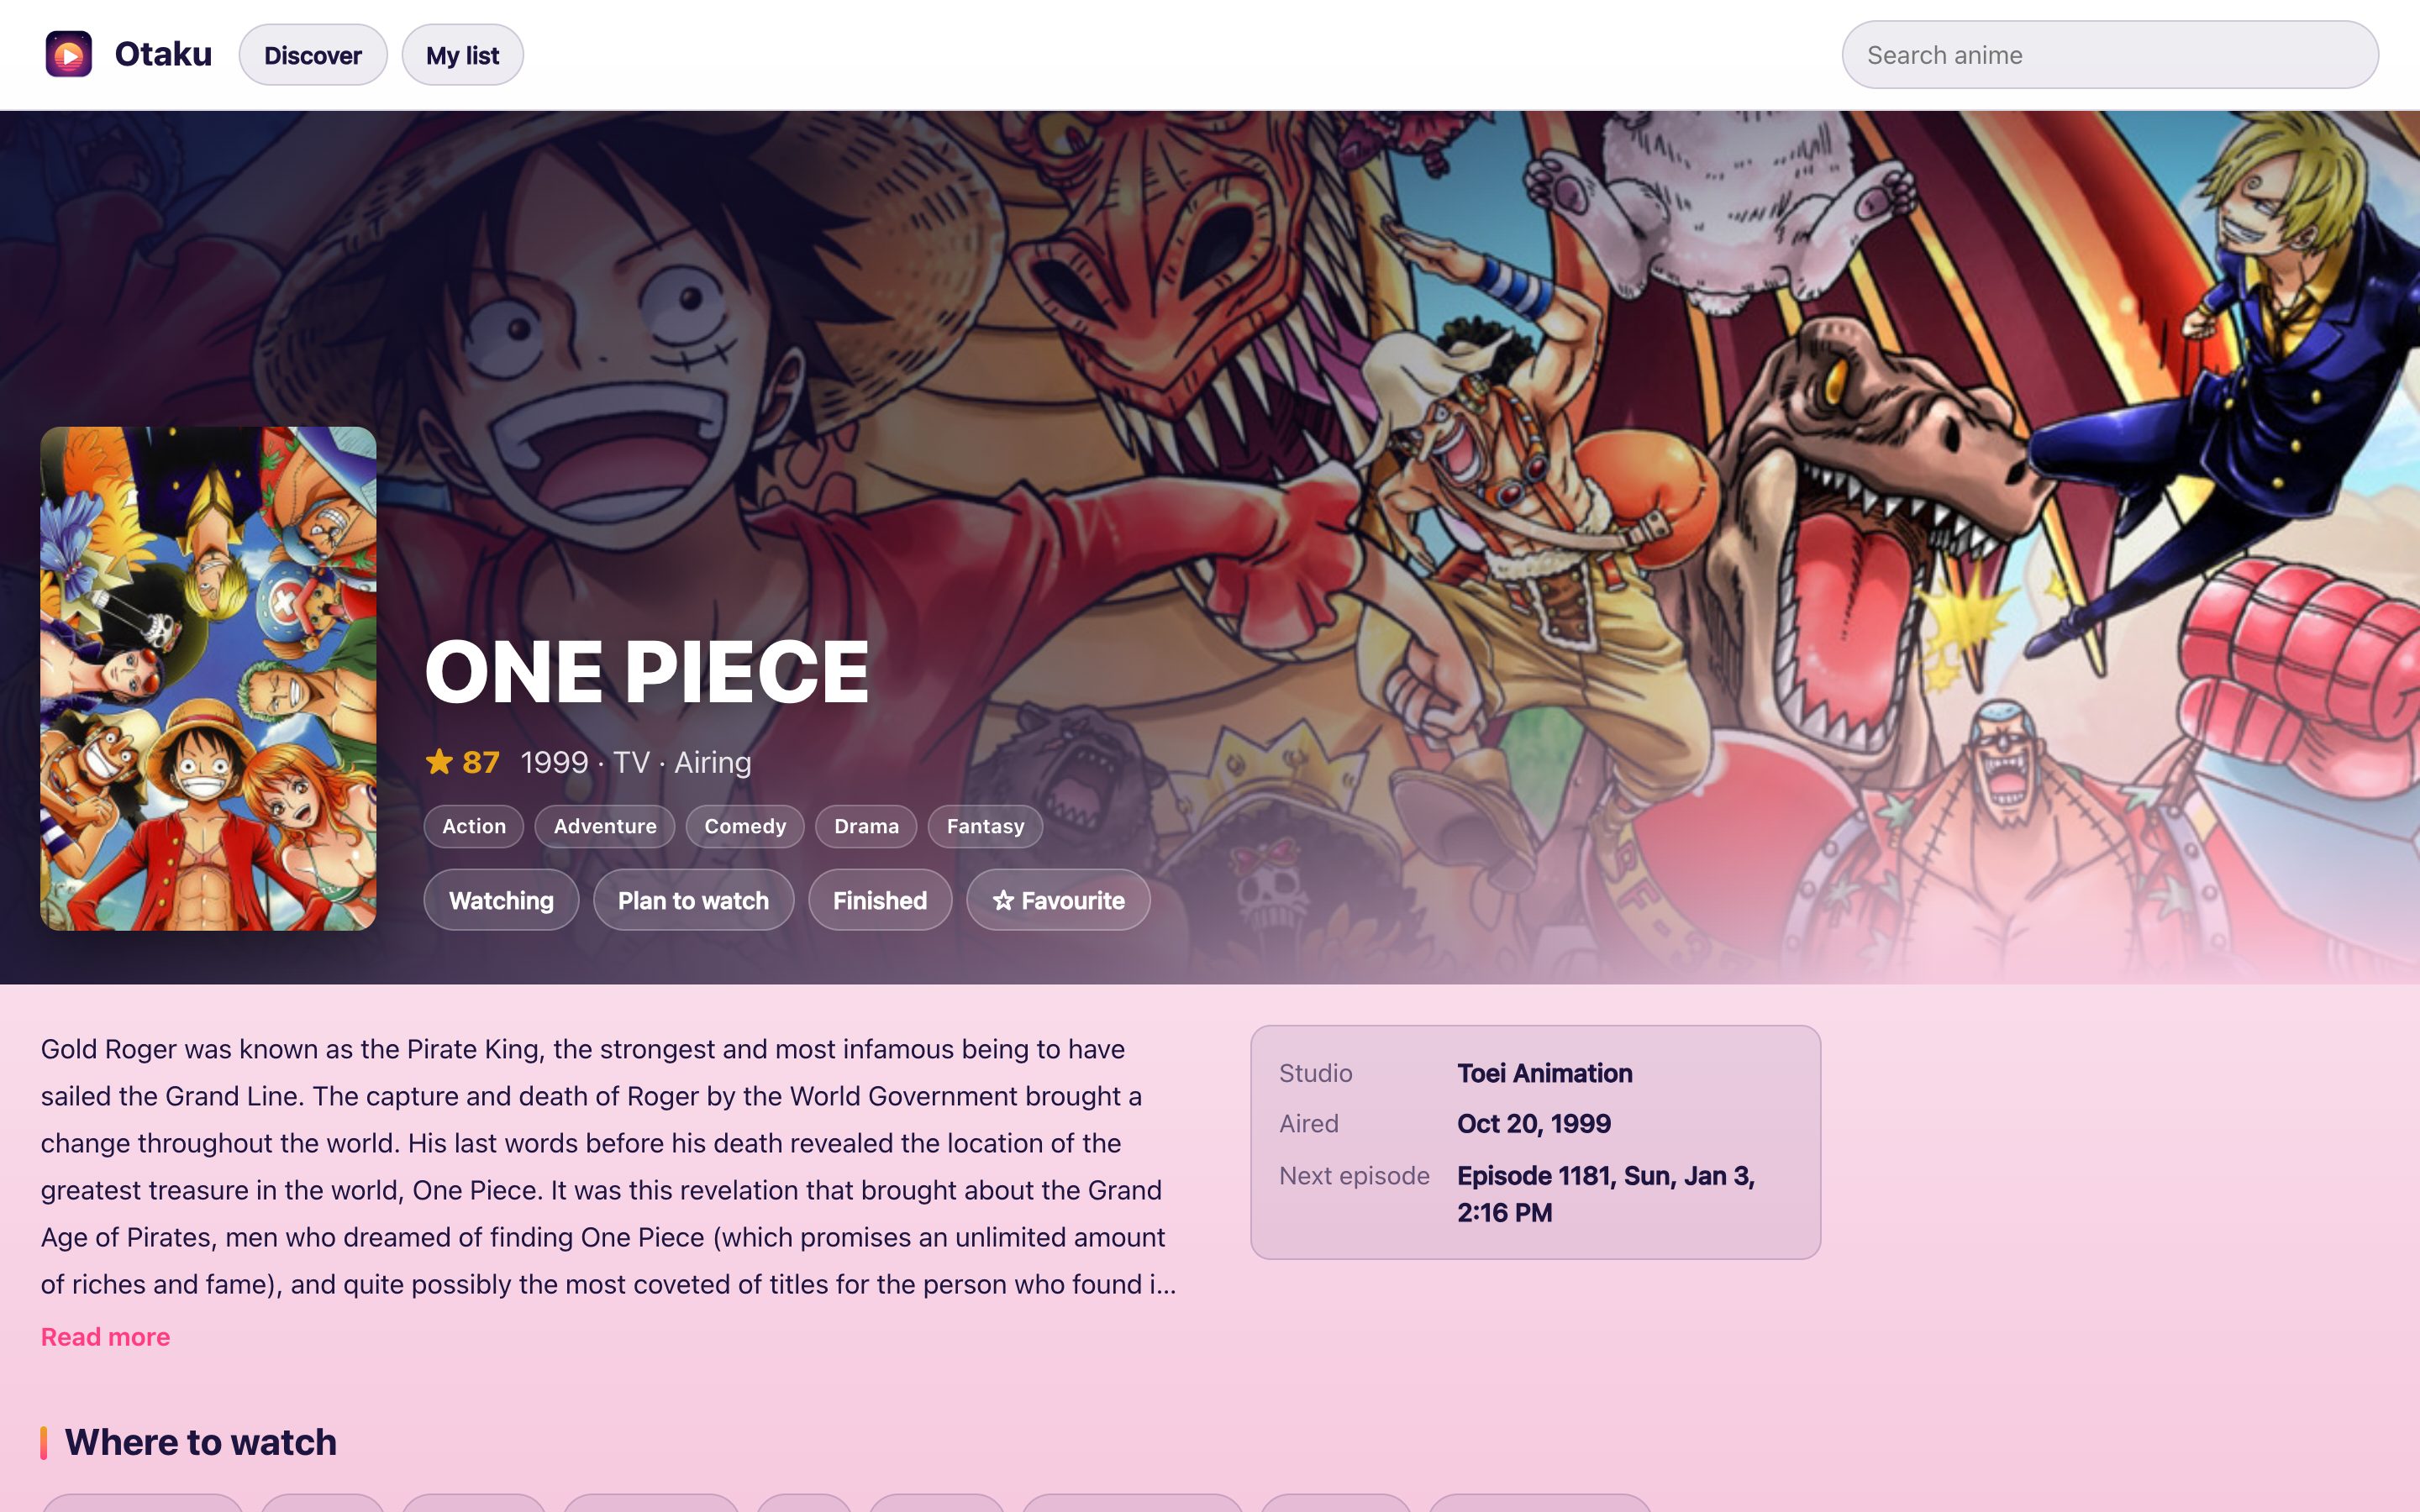 Otaku
Discover
My list
Search anime
ONE PIECE
★ 87 1999 · TV · Airing
Action
Adventure
Comedy
Drama
Fantasy
Watching
Plan to watch
Finished
☆ Favourite
Gold Roger was known as the Pirate King, the strongest and most infamous being to have
sailed the Grand Line. The capture and death of Roger by the World Government brought a
change throughout the world. His last words before his death revealed the location of the
greatest treasure in the world, One Piece. It was this revelation that brought about the Grand
Age of Pirates, men who dreamed of finding One Piece (which promises an unlimited amount
of riches and fame), and quite possibly the most coveted of titles for the person who found i...
Read more
Studio Toei Animation
Aired Oct 20, 1999
Next episode Episode 1181, Sun, Jan 3,
2:16 PM
Where to watch